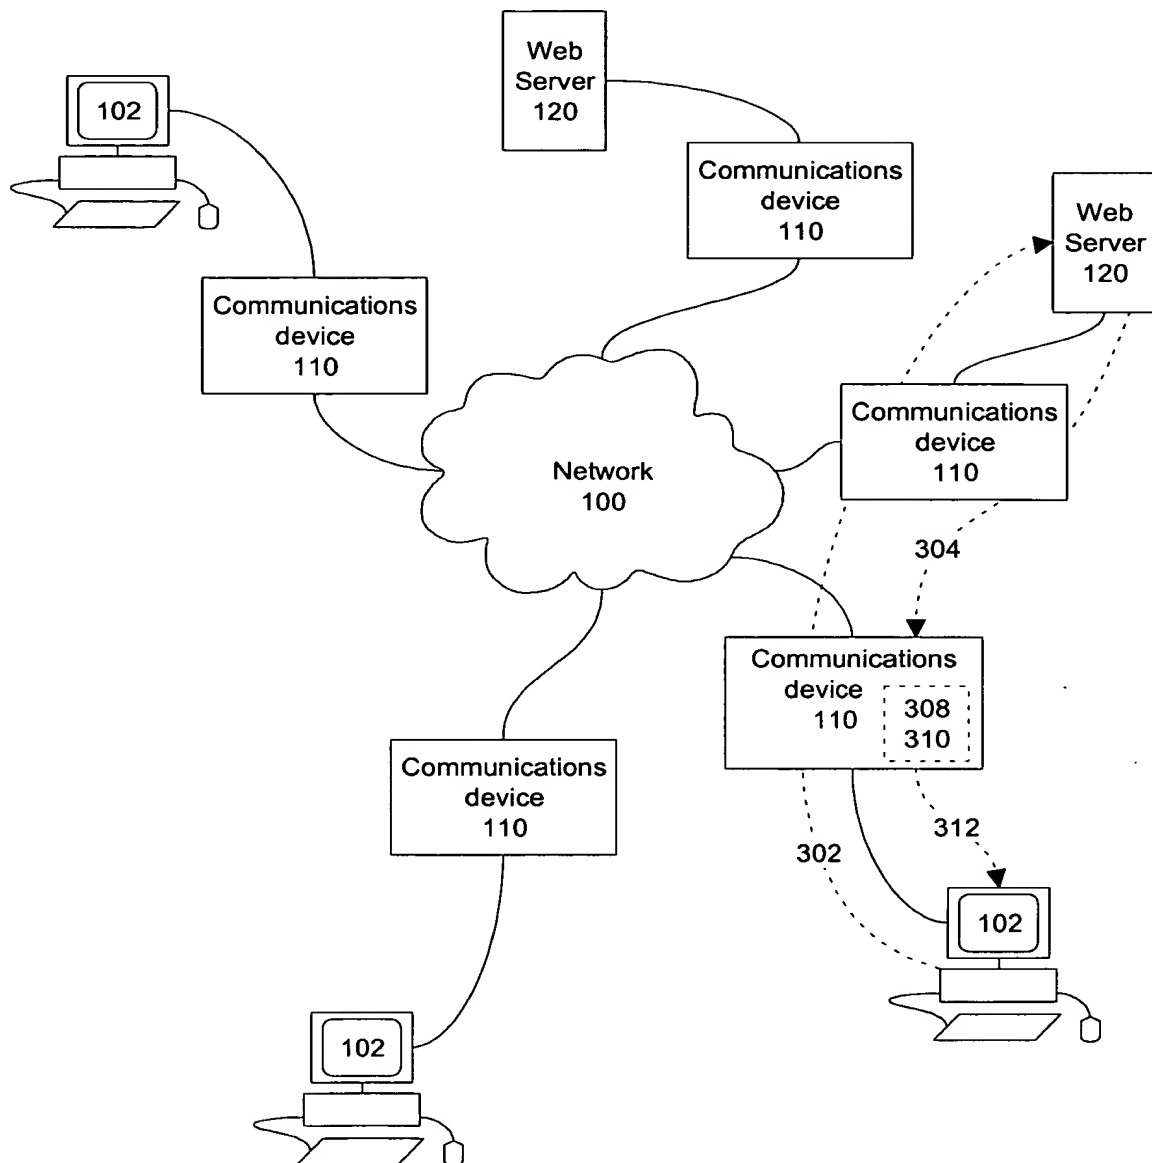 Web
Server
120
102
Communications
device
110
Web
Server
120
Communications
device
110
Communications
device
110
Network
100
304
Communications
device
110
308
310
Communications
device
110
312
302
102
102